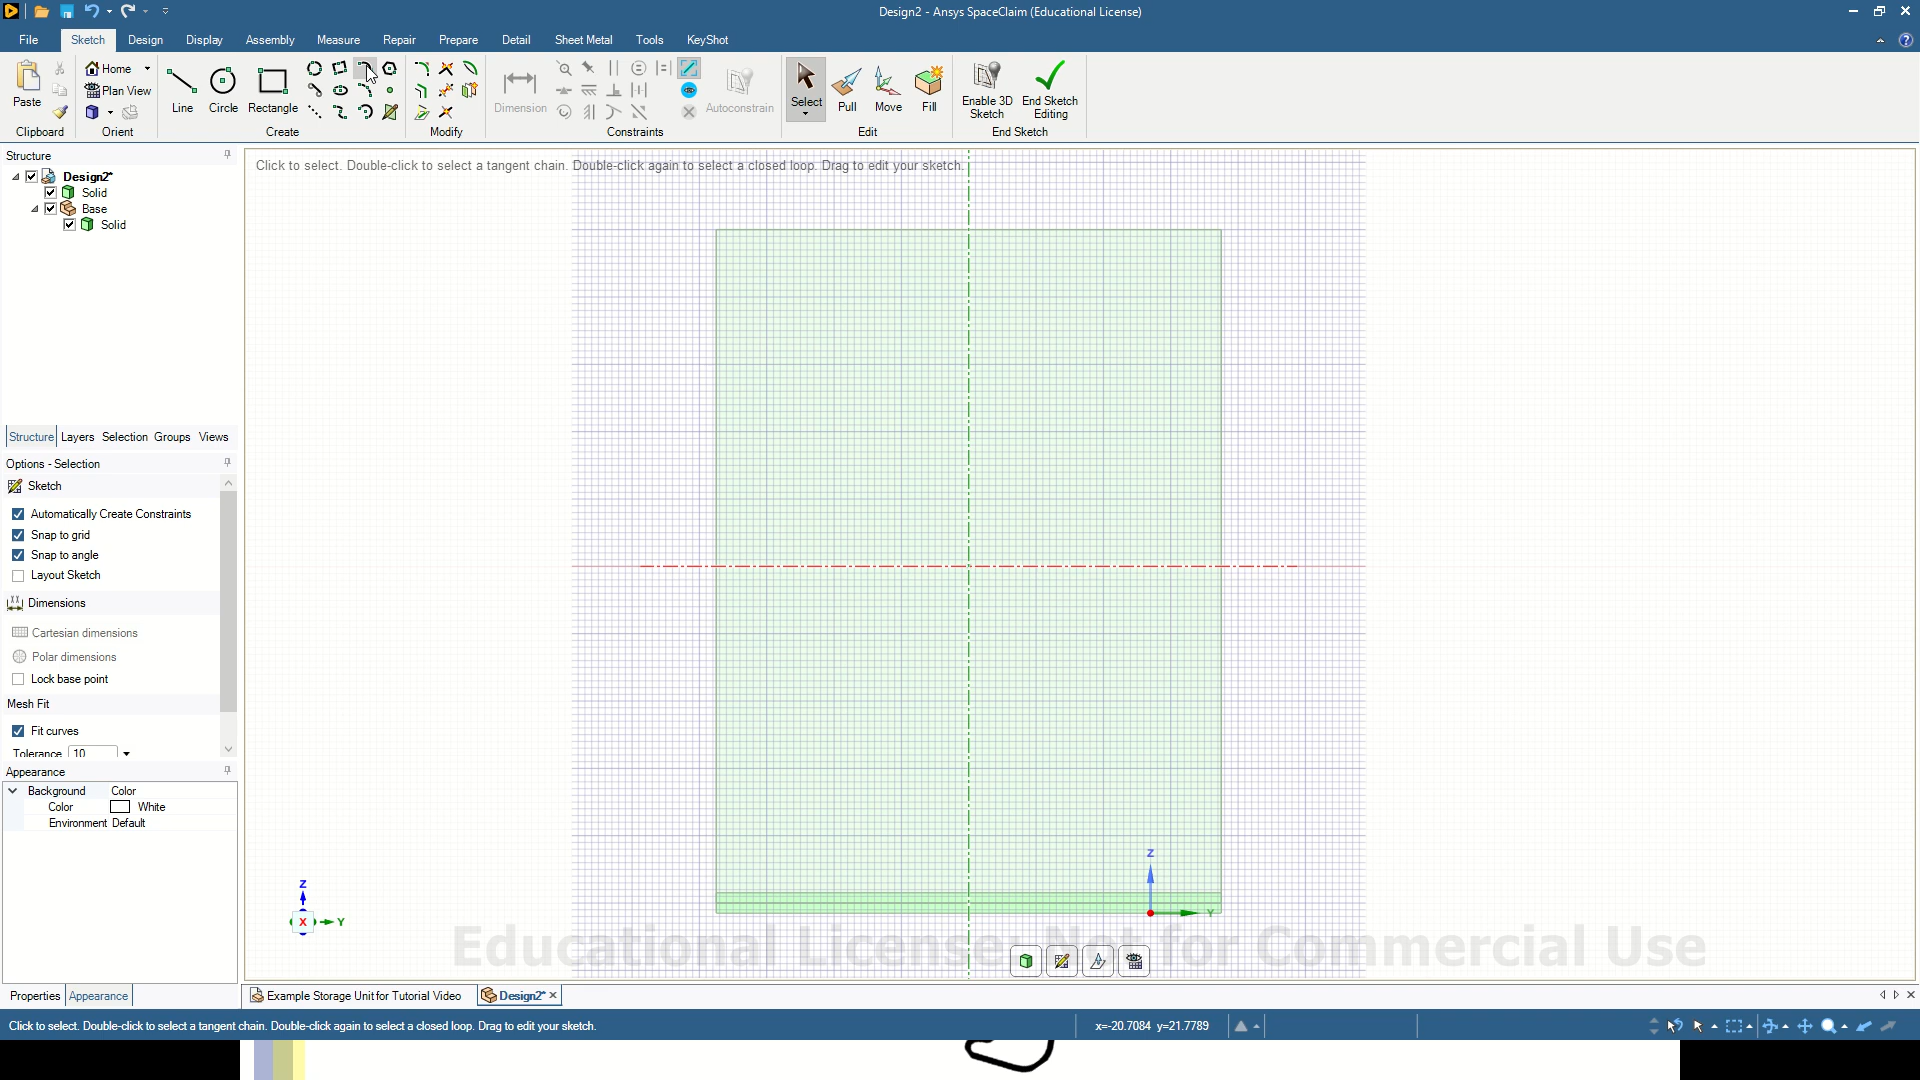 Design2 - Ansys SpaceClaim (Educational License)
File Sketch Design Display Assembly Measure Repair Prepare Detail Sheet Metal Tools KeyShot
Paste
Clipboard
Home
Plan View
Orient
Line Circle Rectangle
Create
Modify
Dimension
Autoconstrain
Constraints
Select Pull Move Fill
Edit
Enable 3D Sketch
End Sketch Editing
End Sketch
Structure
Design2*
Solid
Base
Solid
Structure Layers Selection Groups Views
Options - Selection
Sketch
Automatically Create Constraints
Snap to grid
Snap to angle
Layout Sketch
Dimensions
Cartesian dimensions
Polar dimensions
Lock base point
Mesh Fit
Fit curves
Tolerance 10
Appearance
Background Color
Color White
Environment Default
Properties Appearance
Click to select. Double-click to select a tangent chain. Double-click again to select a closed loop. Drag to edit your sketch.
Z
Y
Z
X
Y
Educational License. Not for Commercial Use
Example Storage Unit for Tutorial Video Design2*
Click to select. Double-click to select a tangent chain. Double-click again to select a closed loop. Drag to edit your sketch.
x=-20.7084 y=21.7789